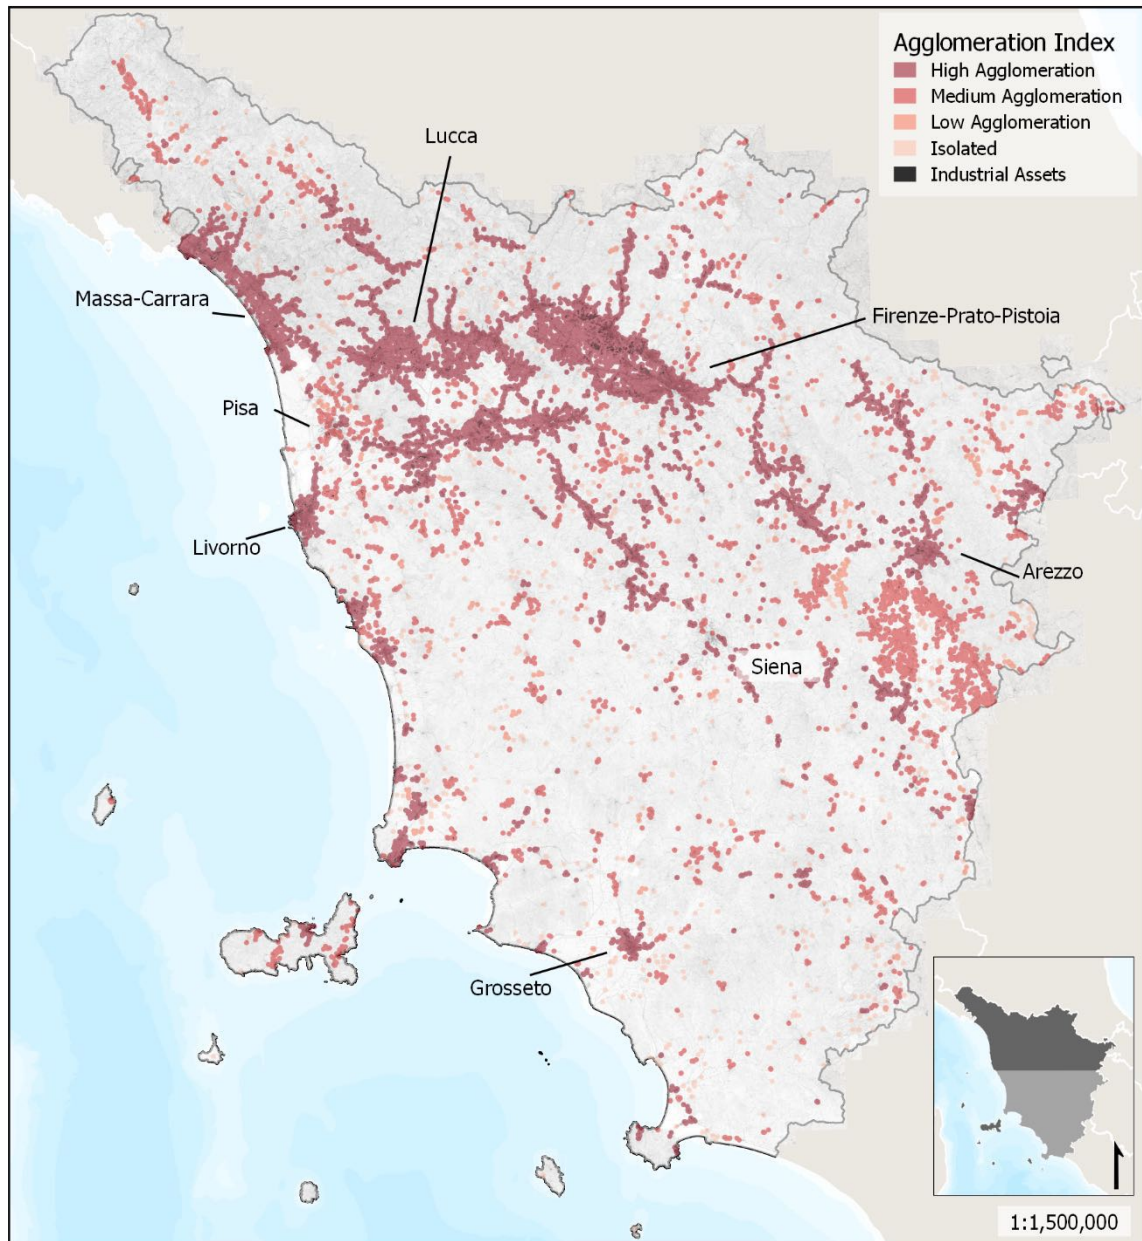 Agglomeration Index
High Agglomeration
Medium Agglomeration
Low Agglomeration
Isolated
Industrial Assets
Lucca
Massa-Carrara
Firenze-Prato-Pistoia
Pisa
Livorno
Arezzo
Siena
Grosseto
1:1,500,000